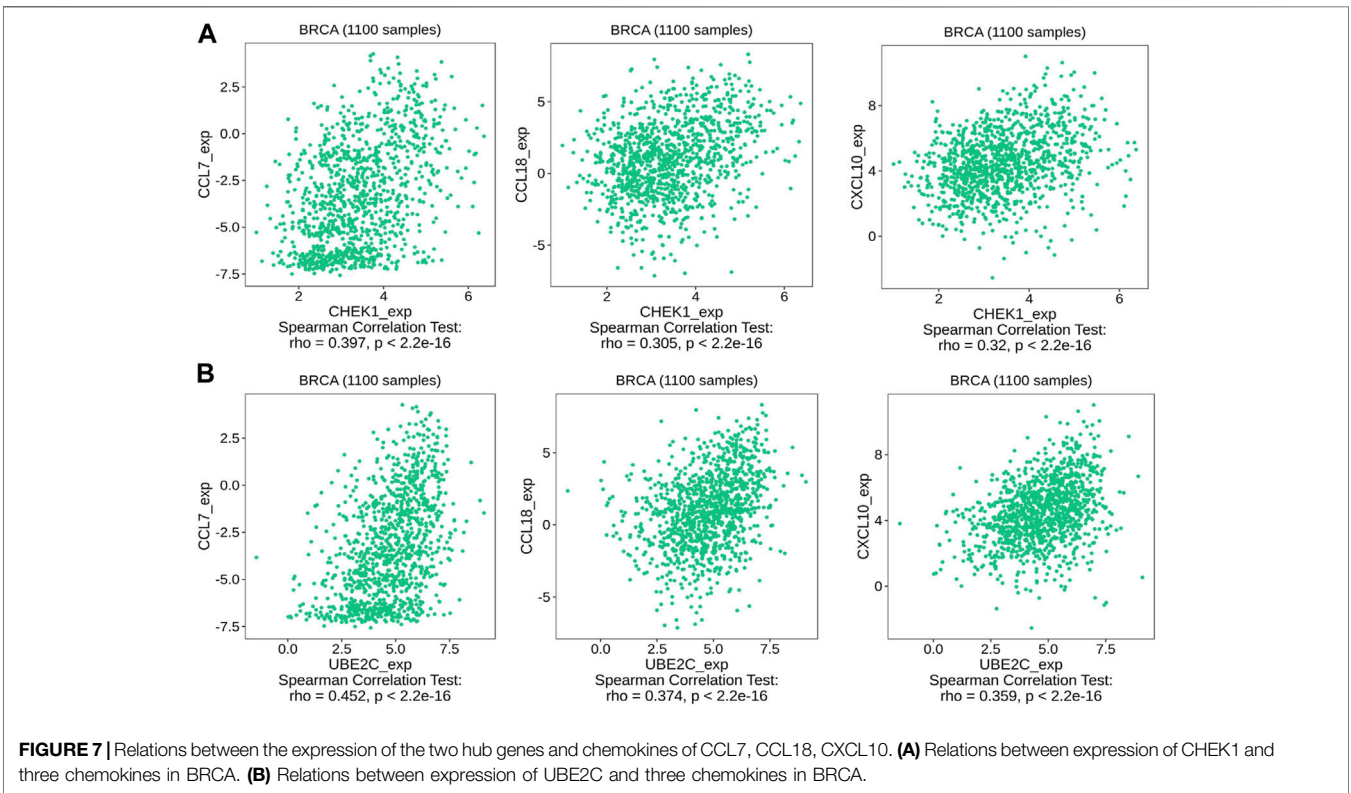 A
BRCA (1100 samples)
CCL7_exp
2.5
0.0
-2.5
-5.0
-7.5
2 4 6
CHEK1_exp
Spearman Correlation Test:
rho = 0.397, p < 2.2e-16
BRCA (1100 samples)
CCL18_exp
5
0
-5
2 4 6
CHEK1_exp
Spearman Correlation Test:
rho = 0.305, p < 2.2e-16
BRCA (1100 samples)
CXCL10_exp
8
4
0
2 4 6
CHEK1_exp
Spearman Correlation Test:
rho = 0.32, p < 2.2e-16
B
BRCA (1100 samples)
CCL7_exp
2.5
0.0
-2.5
-5.0
-7.5
0.0 2.5 5.0 7.5
UBE2C_exp
Spearman Correlation Test:
rho = 0.452, p < 2.2e-16
BRCA (1100 samples)
CCL18_exp
5
0
-5
0.0 2.5 5.0 7.5
UBE2C_exp
Spearman Correlation Test:
rho = 0.374, p < 2.2e-16
BRCA (1100 samples)
CXCL10_exp
8
4
0
0.0 2.5 5.0 7.5
UBE2C_exp
Spearman Correlation Test:
rho = 0.359, p < 2.2e-16
FIGURE 7 | Relations between the expression of the two hub genes and chemokines of CCL7, CCL18, CXCL10. (A) Relations between expression of CHEK1 and
three chemokines in BRCA. (B) Relations between expression of UBE2C and three chemokines in BRCA.